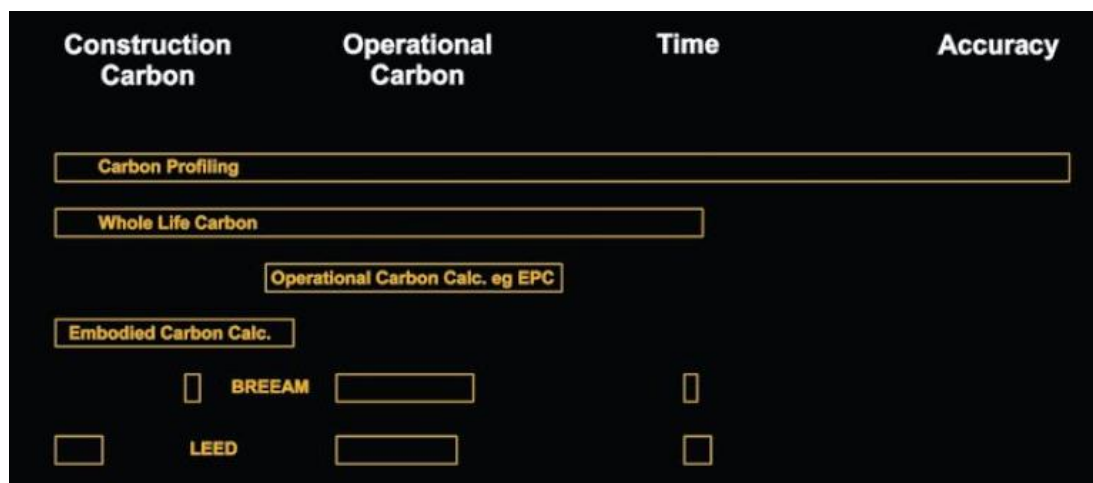 Construction Carbon
Operational Carbon
Time
Accuracy
Carbon Profiling
Whole Life Carbon
Operational Carbon Calc. eg EPC
Embodied Carbon Calc.
BREEAM
LEED